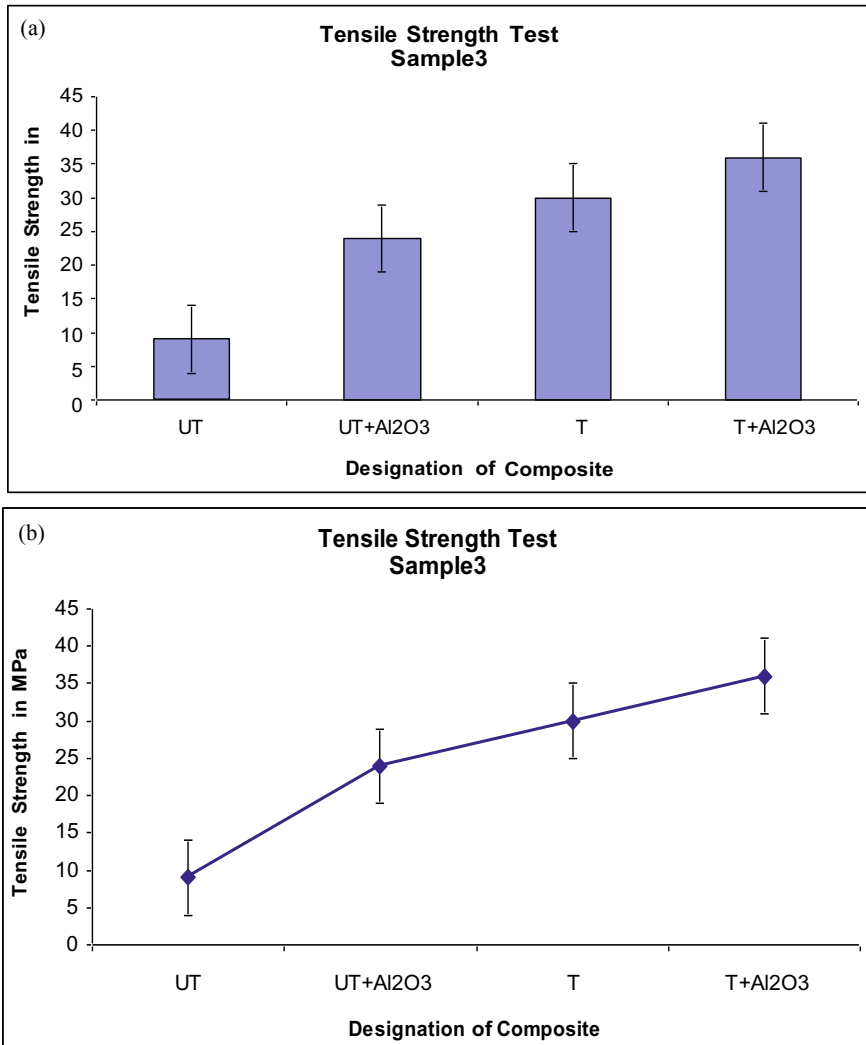 (a)
Tensile Strength Test
Sample3
Tensile Strength in
45
40
35
30
25
20
15
10
5
0
UT UT+Al2O3 T T+Al2O3
Designation of Composite
(b)
Tensile Strength Test
Sample3
Tensile Strength in MPa
45
40
35
30
25
20
15
10
5
0
UT UT+Al2O3 T T+Al2O3
Designation of Composite